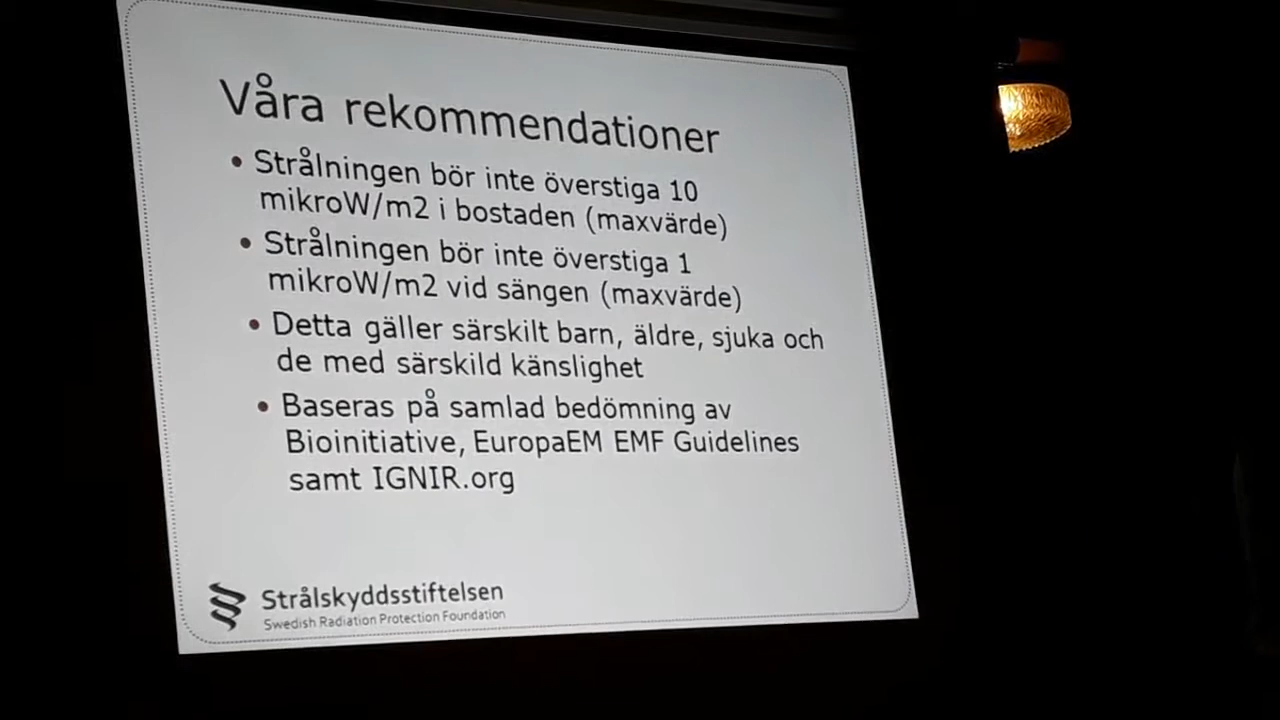 Våra rekommendationer
• Strålningen bör inte överstiga 10
mikroW/m2 i bostaden (maxvärde)
• Strålningen bör inte överstiga 1
mikroW/m2 vid sängen (maxvärde)
• Detta gäller särskilt barn, äldre, sjuka och
de med särskild känslighet
• Baseras på samlad bedömning av
Bioinitiative, EuropaEM EMF Guidelines
samt IGNIR.org
Strålskyddsstiftelsen
Swedish Radiation Protection Foundation